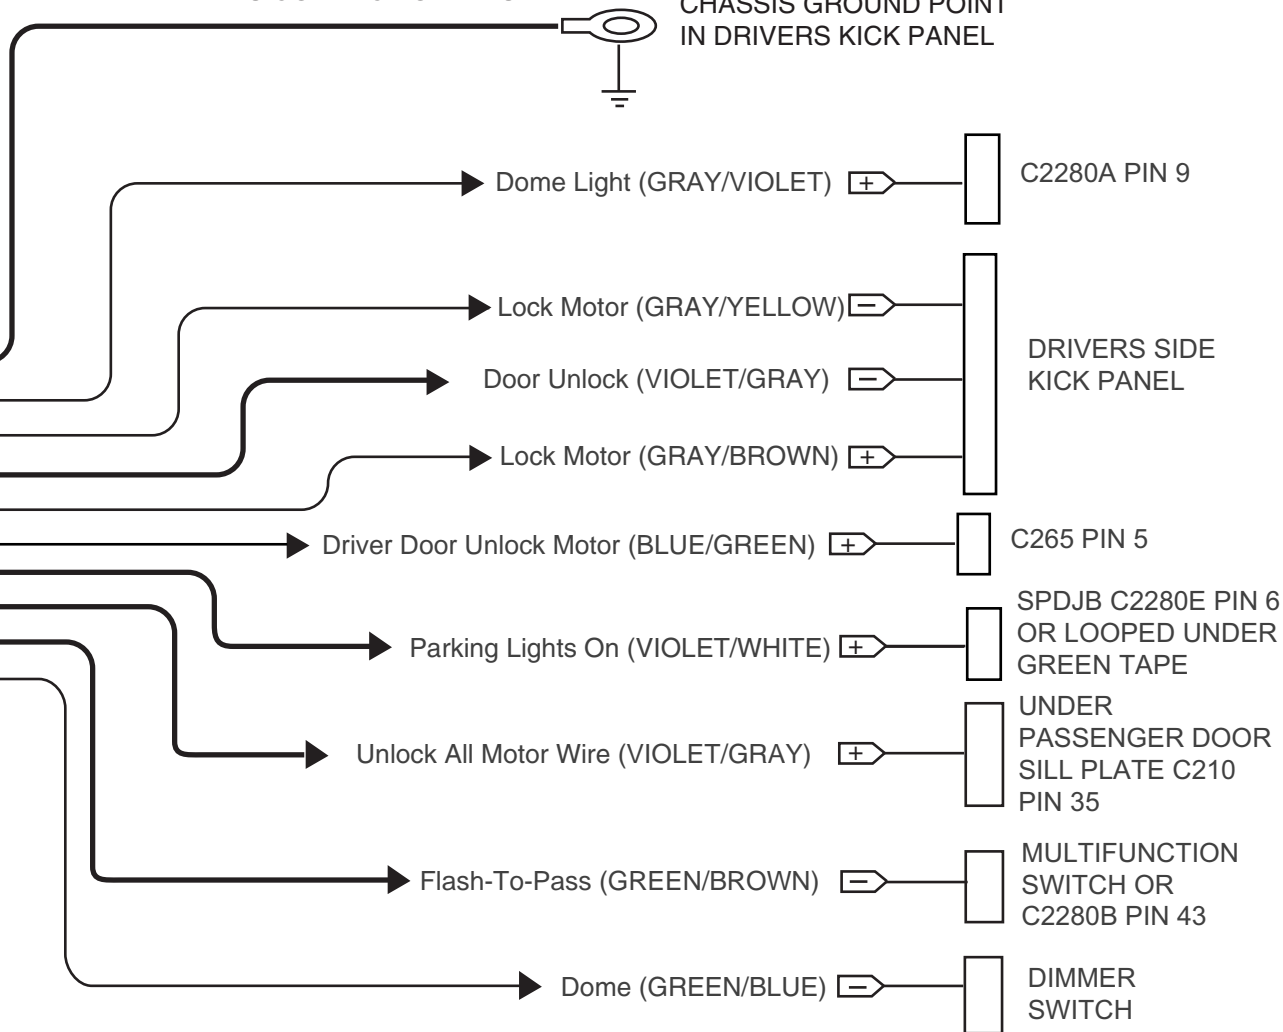 CHASSIS GROUND POINT
IN DRIVERS KICK PANEL
Dome Light (GRAY/VIOLET) +
C2280A PIN 9
Lock Motor (GRAY/YELLOW) −
Door Unlock (VIOLET/GRAY) −
Lock Motor (GRAY/BROWN) +
DRIVERS SIDE
KICK PANEL
Driver Door Unlock Motor (BLUE/GREEN) +
C265 PIN 5
Parking Lights On (VIOLET/WHITE) +
SPDJB C2280E PIN 6
OR LOOPED UNDER
GREEN TAPE
Unlock All Motor Wire (VIOLET/GRAY) +
UNDER
PASSENGER DOOR
SILL PLATE C210
PIN 35
Flash-To-Pass (GREEN/BROWN) −
MULTIFUNCTION
SWITCH OR
C2280B PIN 43
Dome (GREEN/BLUE) −
DIMMER
SWITCH